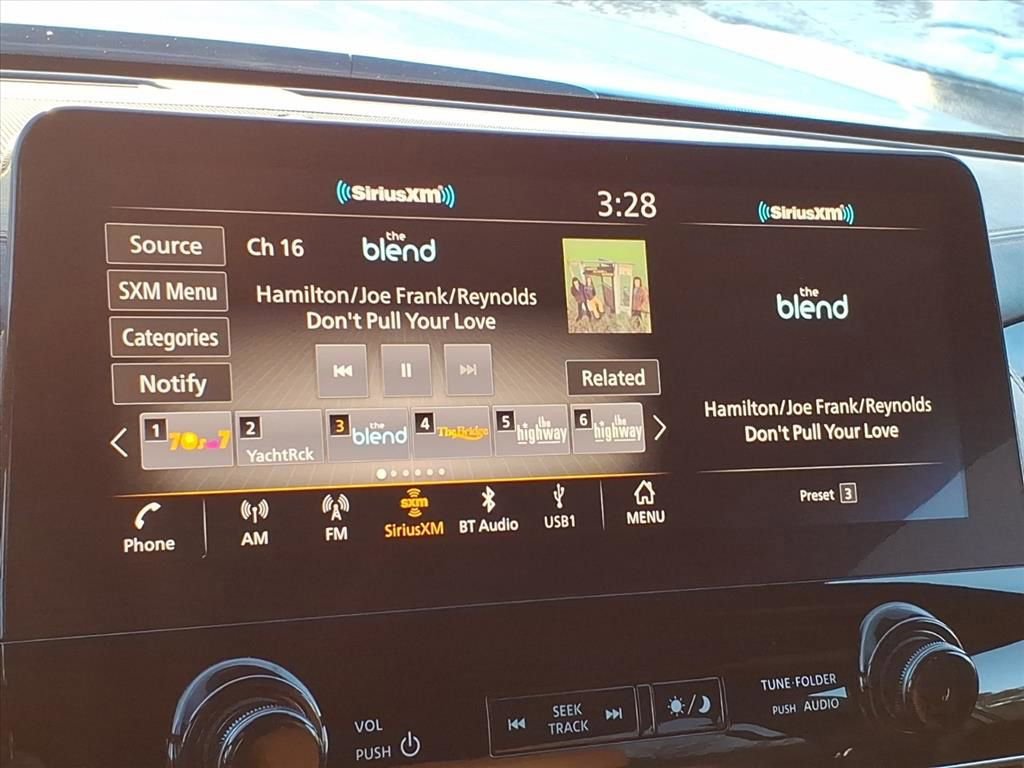 SiriusXM
3:28
SiriusXM
Source
Ch 16
the
blend
SXM Menu
Hamilton/Joe Frank/Reynolds
Don't Pull Your Love
the
blend
Categories
Notify
Related
Hamilton/Joe Frank/Reynolds
Don't Pull Your Love
1 70s on 7
2 YachtRck
3 the blend
4 The Bridge
5 the highway
6 the highway
Preset 3
Phone
AM
FM
sxm
SiriusXM
BT Audio
USB1
MENU
VOL
PUSH
SEEK
TRACK
TUNE·FOLDER
PUSH AUDIO